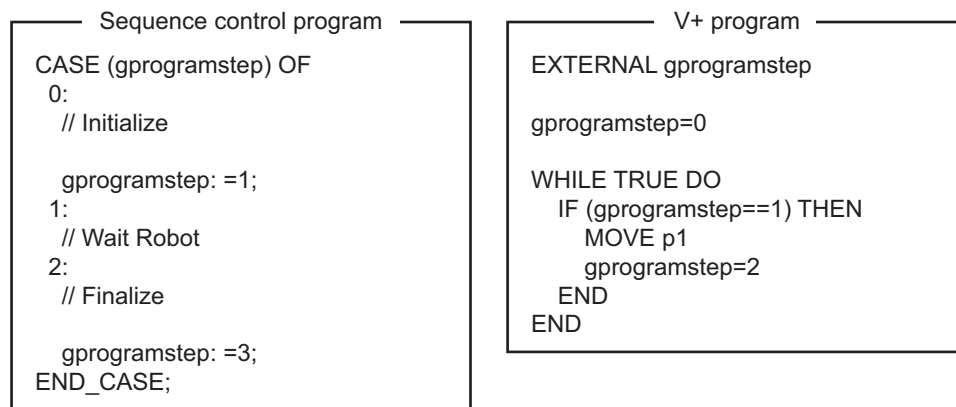 Sequence control program
CASE (gprogramstep) OF
0:
// Initialize
gprogramstep: =1;
1:
// Wait Robot
2:
// Finalize
gprogramstep: =3;
END_CASE;
V+ program
EXTERNAL gprogramstep
gprogramstep=0
WHILE TRUE DO
IF (gprogramstep==1) THEN
MOVE p1
gprogramstep=2
END
END